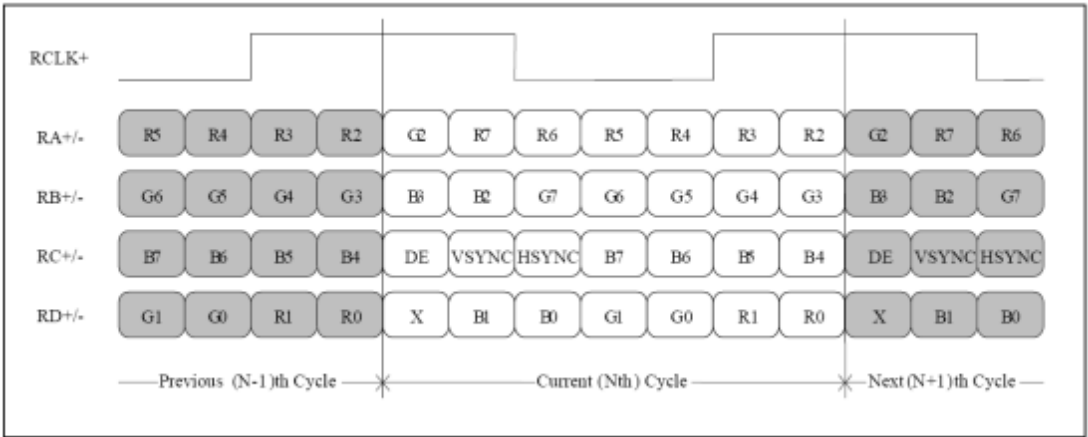 RCLK+
RA+/- R5 R4 R3 R2 G2 R7 R6 R5 R4 R3 R2 G2 R7 R6
RB+/- G6 G5 G4 G3 B3 B2 G7 G6 G5 G4 G3 B3 B2 G7
RC+/- B7 B6 B5 B4 DE VSYNC HSYNC B7 B6 B5 B4 DE VSYNC HSYNC
RD+/- G1 G0 R1 R0 X B1 B0 G1 G0 R1 R0 X B1 B0
Previous (N-1)th Cycle Current (Nth) Cycle Next (N+1)th Cycle